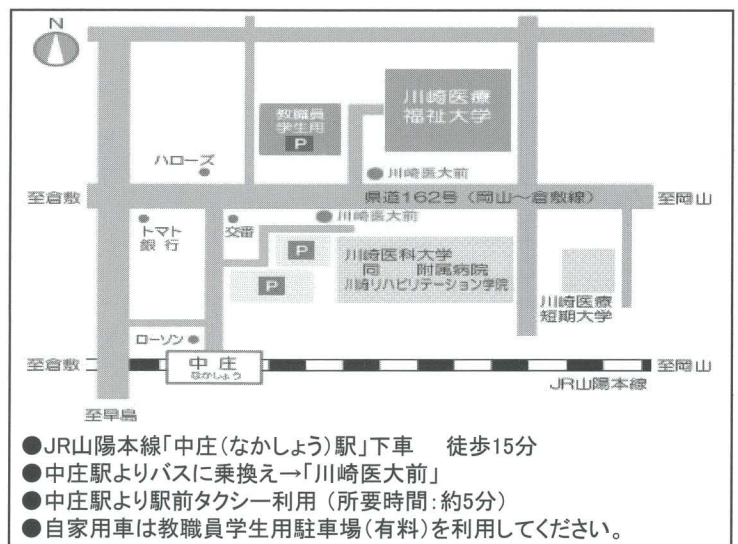 N
川崎医療
福祉大学
教職員
学生用
P
ハローズ
川崎医大前
至倉敷
県道162号（岡山～倉敷線）
至岡山
トマト
銀行
交番
川崎医大前
P
P
川崎医科大学
同　附属病院
川崎リハビリテーション学院
川崎医療
短期大学
ローソン
至倉敷
中庄
なかしょう
至岡山
JR山陽本線
至早島
●JR山陽本線「中庄（なかしょう）駅」下車　徒歩15分
●中庄駅よりバスに乗換え→「川崎医大前」
●中庄駅より駅前タクシー利用（所要時間：約5分）
●自家用車は教職員学生用駐車場（有料）を利用してください。